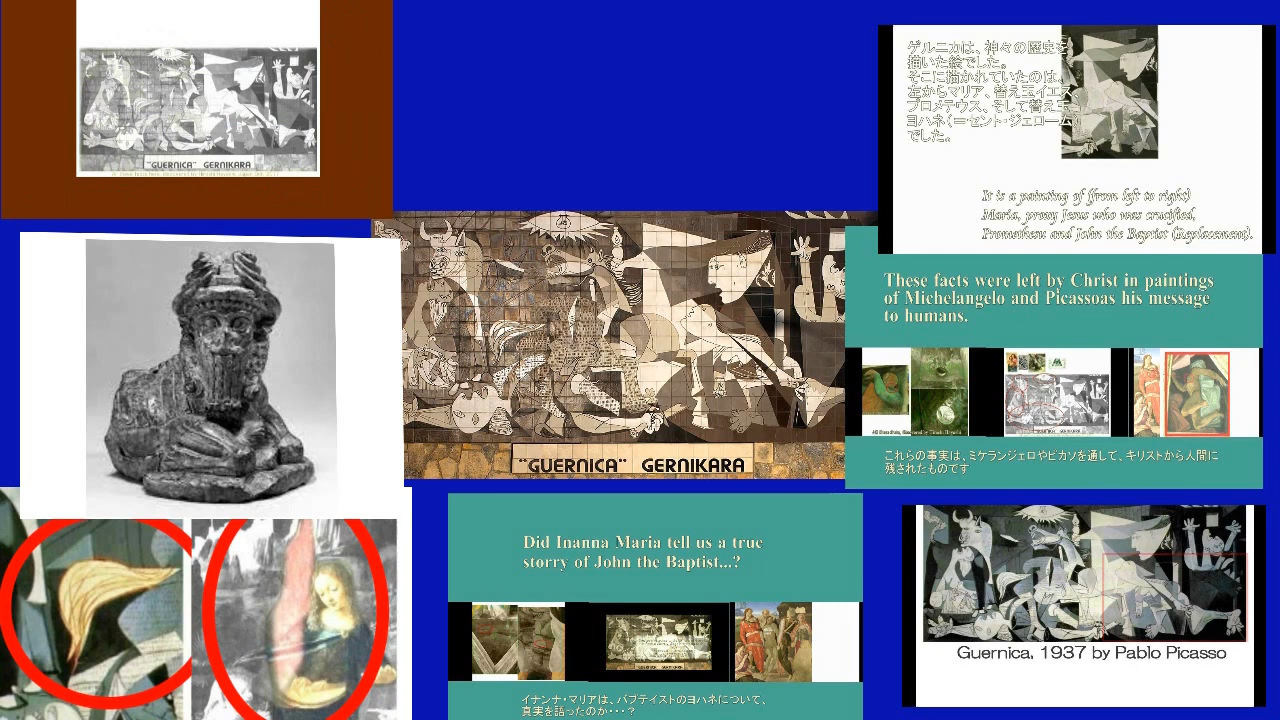 "GUERNICA" GERNIKARA
ゲルニカは、神々の歴史を
描いた絵でした。
そこに描かれていたのは、
左からマリア、替え玉イエス、
プロメテウス、そして替え玉
ヨハネ(=セント・ジェローム)
でした。
It is a painting of (from left to right)
Maria, proxy Jesus who was crucified,
Prometheus and John the Baptist (Replacement).
These facts were left by Christ in paintings
of Michelangelo and Picassoas his message
to humans.
これらの事実は、ミケランジェロやピカソを通して、キリストから人間に
残されたものです
"GUERNICA" GERNIKARA
Did Inanna Maria tell us a true
storry of John the Baptist...?
"GUERNICA" GERNIKARA
イナンナ・マリアは、バプテイストのヨハネについて、
真実を語ったのか・・・?
Guernica, 1937 by Pablo Picasso